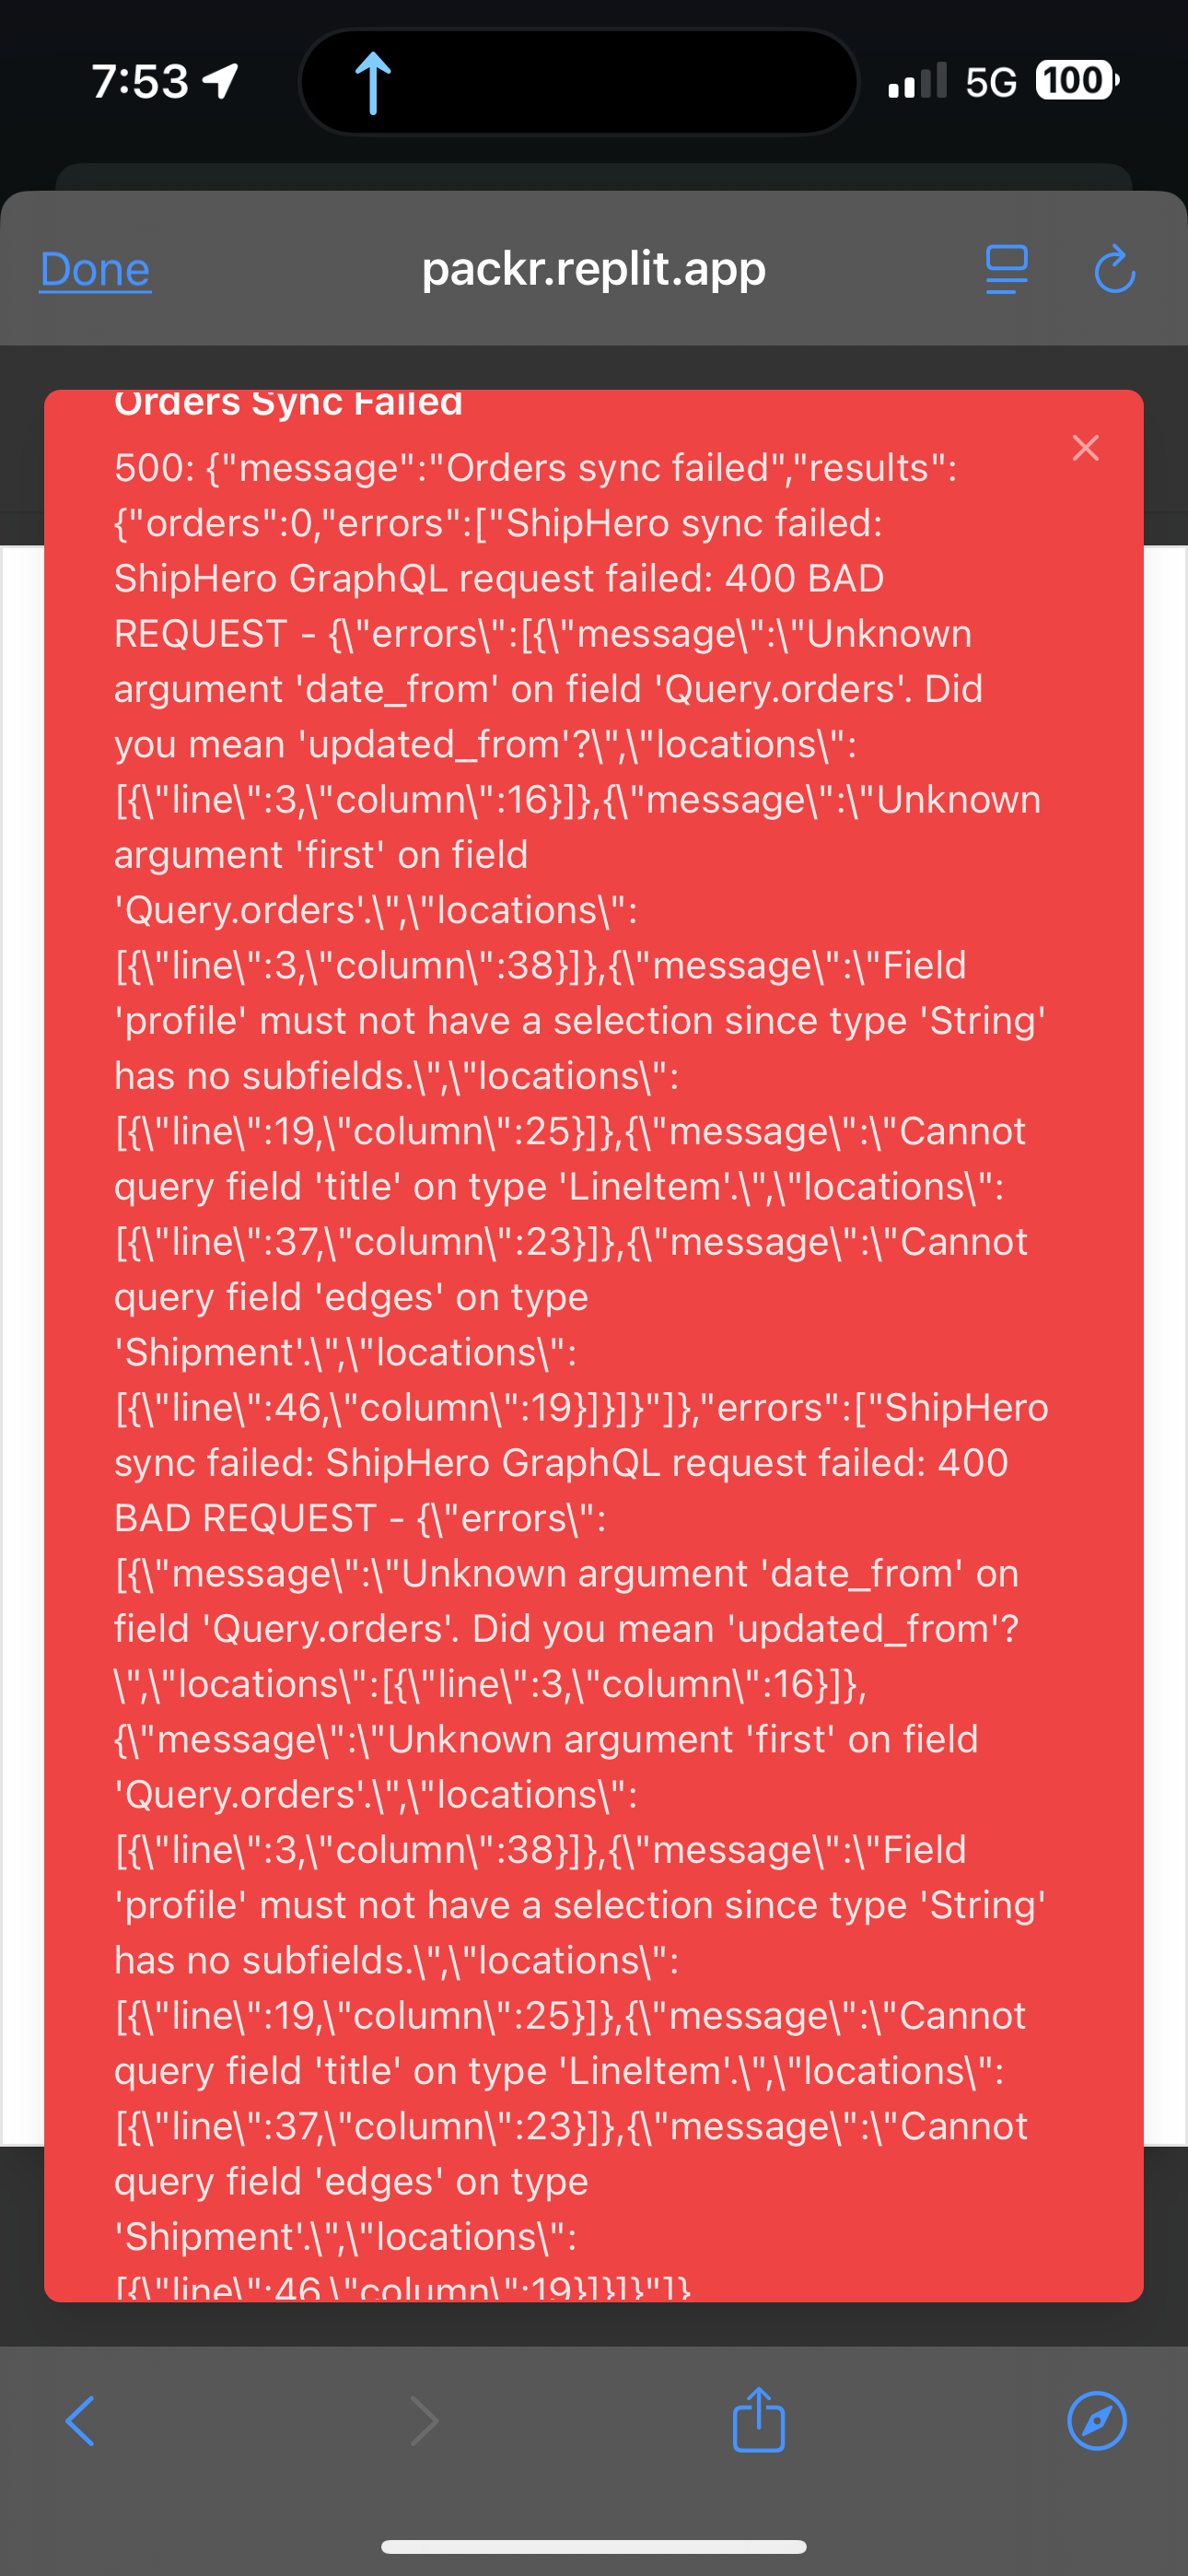 7:53
5G
100
Done
packr.replit.app
Orders Sync Failed
500: {"message":"Orders sync failed","results":
{"orders":0,"errors":["ShipHero sync failed:
ShipHero GraphQL request failed: 400 BAD
REQUEST - {\"errors\":[{\"message\":\"Unknown
argument 'date_from' on field 'Query.orders'. Did
you mean 'updated_from'?\",\"locations\":
[{\"line\":3,\"column\":16}]},{\"message\":\"Unknown
argument 'first' on field
'Query.orders'.\",\"locations\":
[{\"line\":3,\"column\":38}]},{\"message\":\"Field
'profile' must not have a selection since type 'String'
has no subfields.\",\"locations\":
[{\"line\":19,\"column\":25}]},{\"message\":\"Cannot
query field 'title' on type 'LineItem'.\",\"locations\":
[{\"line\":37,\"column\":23}]},{\"message\":\"Cannot
query field 'edges' on type
'Shipment'.\",\"locations\":
[{\"line\":46,\"column\":19}]}]}"]},"errors":["ShipHero
sync failed: ShipHero GraphQL request failed: 400
BAD REQUEST - {\"errors\":
[{\"message\":\"Unknown argument 'date_from' on
field 'Query.orders'. Did you mean 'updated_from'?
\",\"locations\":[{\"line\":3,\"column\":16}]},
{\"message\":\"Unknown argument 'first' on field
'Query.orders'.\",\"locations\":
[{\"line\":3,\"column\":38}]},{\"message\":\"Field
'profile' must not have a selection since type 'String'
has no subfields.\",\"locations\":
[{\"line\":19,\"column\":25}]},{\"message\":\"Cannot
query field 'title' on type 'LineItem'.\",\"locations\":
[{\"line\":37,\"column\":23}]},{\"message\":\"Cannot
query field 'edges' on type
'Shipment'.\",\"locations\":
[{\"line\":46,\"column\":19}]}]}"]}